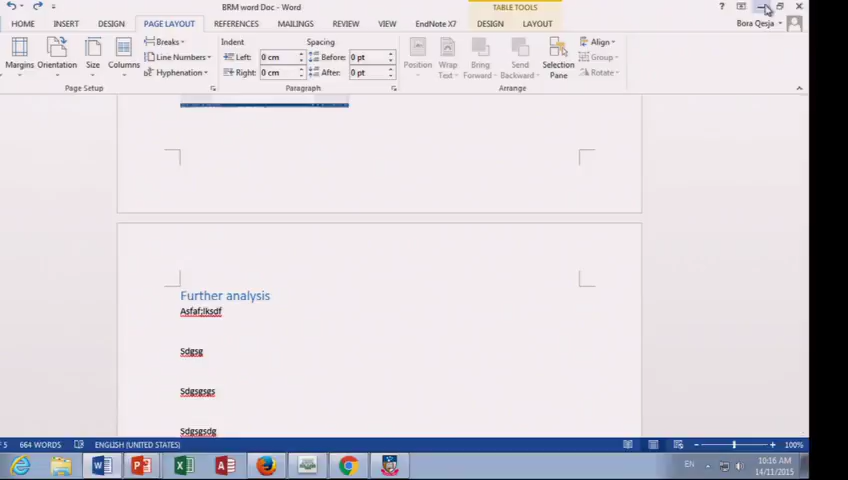 BRM word Doc - Word
TABLE TOOLS
HOME INSERT DESIGN PAGE LAYOUT REFERENCES MAILINGS REVIEW VIEW EndNote X7 DESIGN LAYOUT
Bora Qesja
Margins Orientation Size Columns
Breaks
Line Numbers
Hyphenation
Page Setup
Indent Spacing
Left: 0 cm Before: 0 pt
Right: 0 cm After: 0 pt
Paragraph
Position Wrap Text Bring Forward Send Backward Selection Pane
Align
Group
Rotate
Arrange
Further analysis
Asfaf;lksdf
Sdgsg
Sdgsgsgs
Sdgsgsdg
F 5 664 WORDS ENGLISH (UNITED STATES) 100%
EN 10:16 AM
14/11/2015